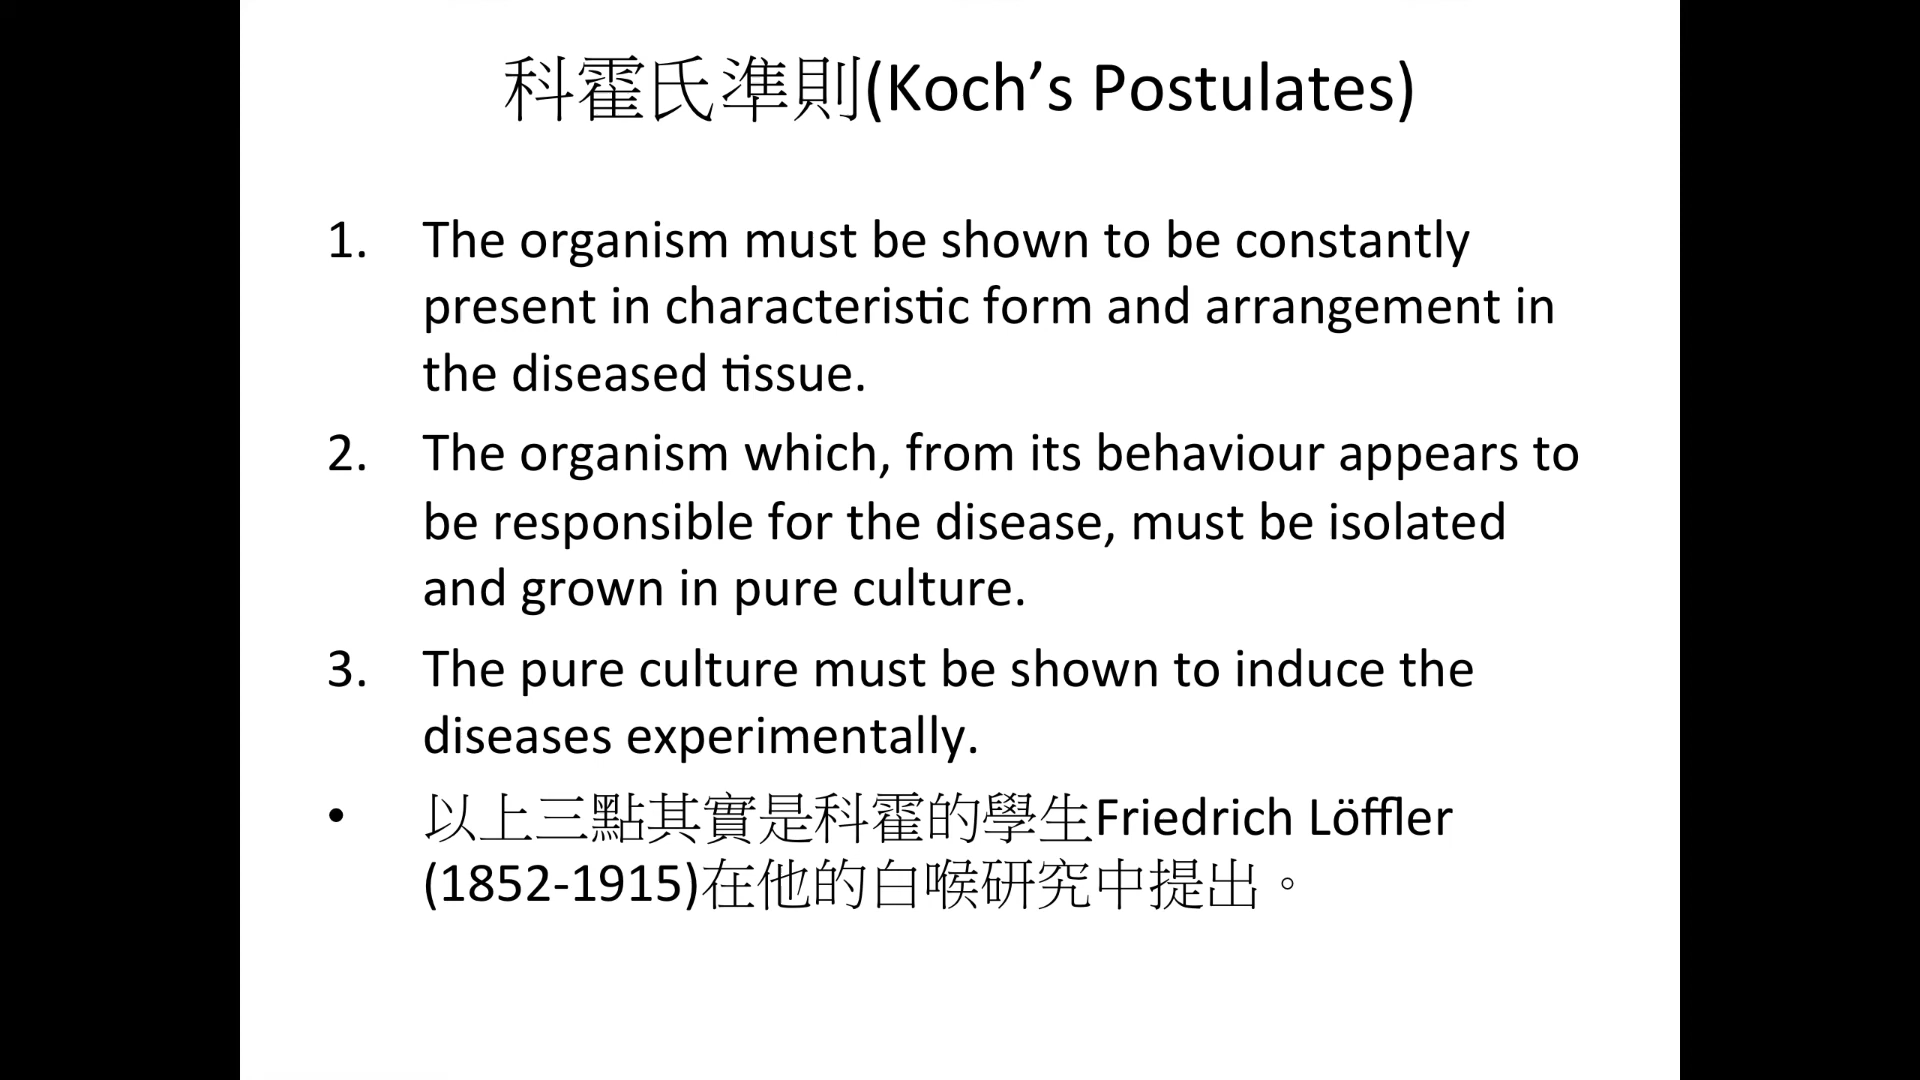 科霍氏準則(Koch’s Postulates)
1. The organism must be shown to be constantly
present in characteristic form and arrangement in
the diseased tissue.
2. The organism which, from its behaviour appears to
be responsible for the disease, must be isolated
and grown in pure culture.
3. The pure culture must be shown to induce the
diseases experimentally.
• 以上三點其實是科霍的學生Friedrich Löffler
(1852-1915)在他的白喉研究中提出。